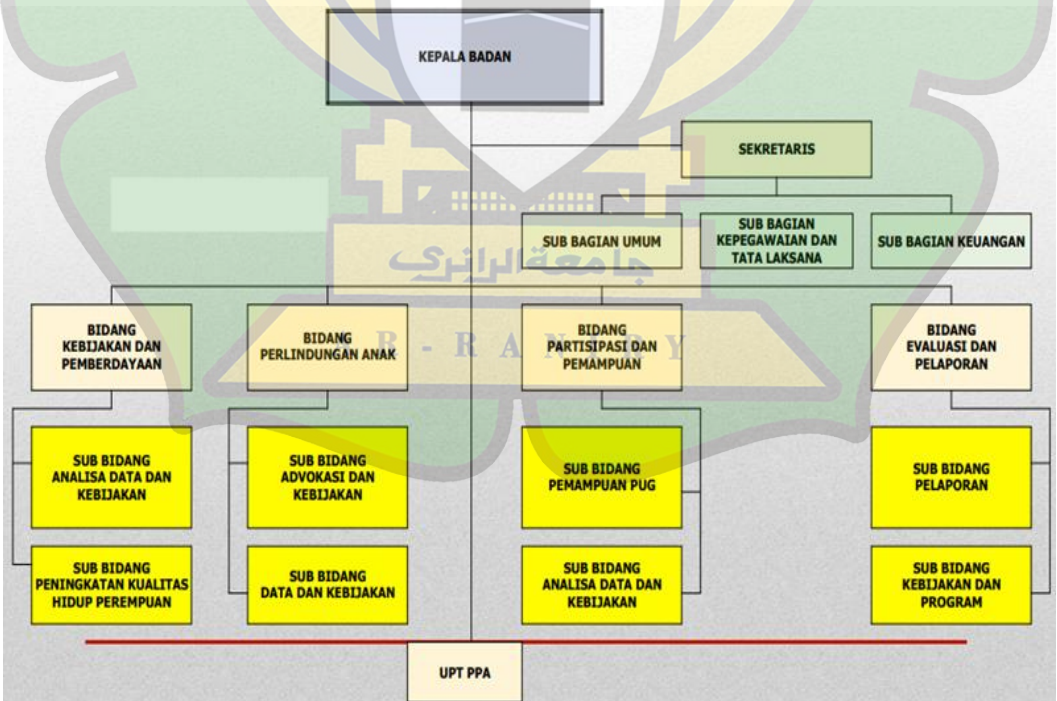 KEPALA BADAN
SEKRETARIS
SUB BAGIAN UMUM
SUB BAGIAN
KEPEGAWAIAN DAN
TATA LAKSANA
SUB BAGIAN KEUANGAN
جامعةالرانري
BIDANG
KEBIJAKAN DAN
PEMBERDAYAAN
BIDANG
PERLINDUNGAN ANAK
BIDANG
PARTISIPASI DAN
PEMAMPUAN
BIDANG
EVALUASI DAN
PELAPORAN
R - RANIRY
SUB BIDANG
ANALISA DATA DAN
KEBIJAKAN
SUB BIDANG
ADVOKASI DAN
KEBIJAKAN
SUB BIDANG
PEMAMPUAN PUG
SUB BIDANG
PELAPORAN
SUB BIDANG
PENINGKATAN KUALITAS
HIDUP PEREMPUAN
SUB BIDANG
DATA DAN KEBIJAKAN
SUB BIDANG
ANALISA DATA DAN
KEBIJAKAN
SUB BIDANG
KEBIJAKAN DAN
PROGRAM
UPT PPA